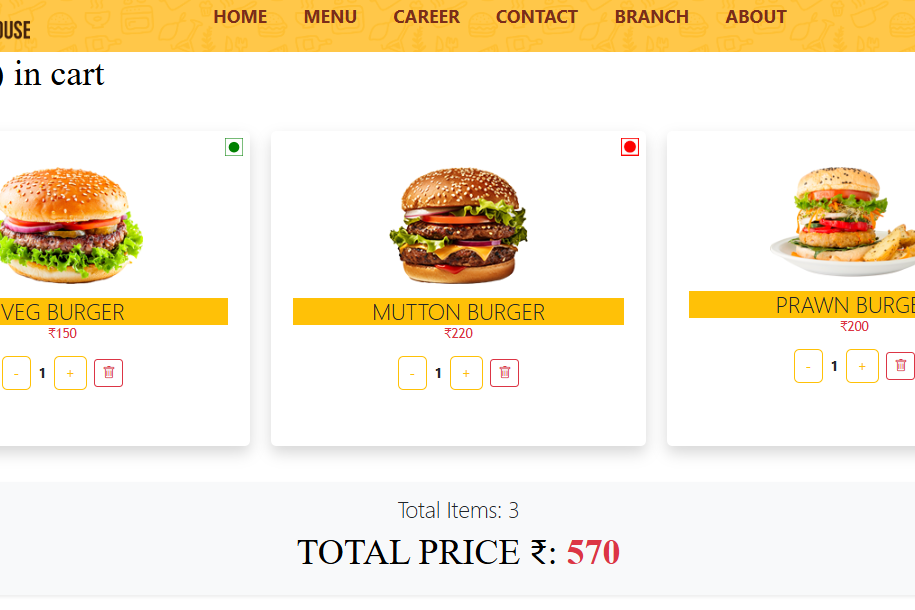 HOME MENU CAREER CONTACT BRANCH ABOUT
OUSE
) in cart
VEG BURGER
₹150
- 1 +
MUTTON BURGER
₹220
- 1 +
PRAWN BURGE
₹200
- 1 +
Total Items: 3
TOTAL PRICE ₹: 570